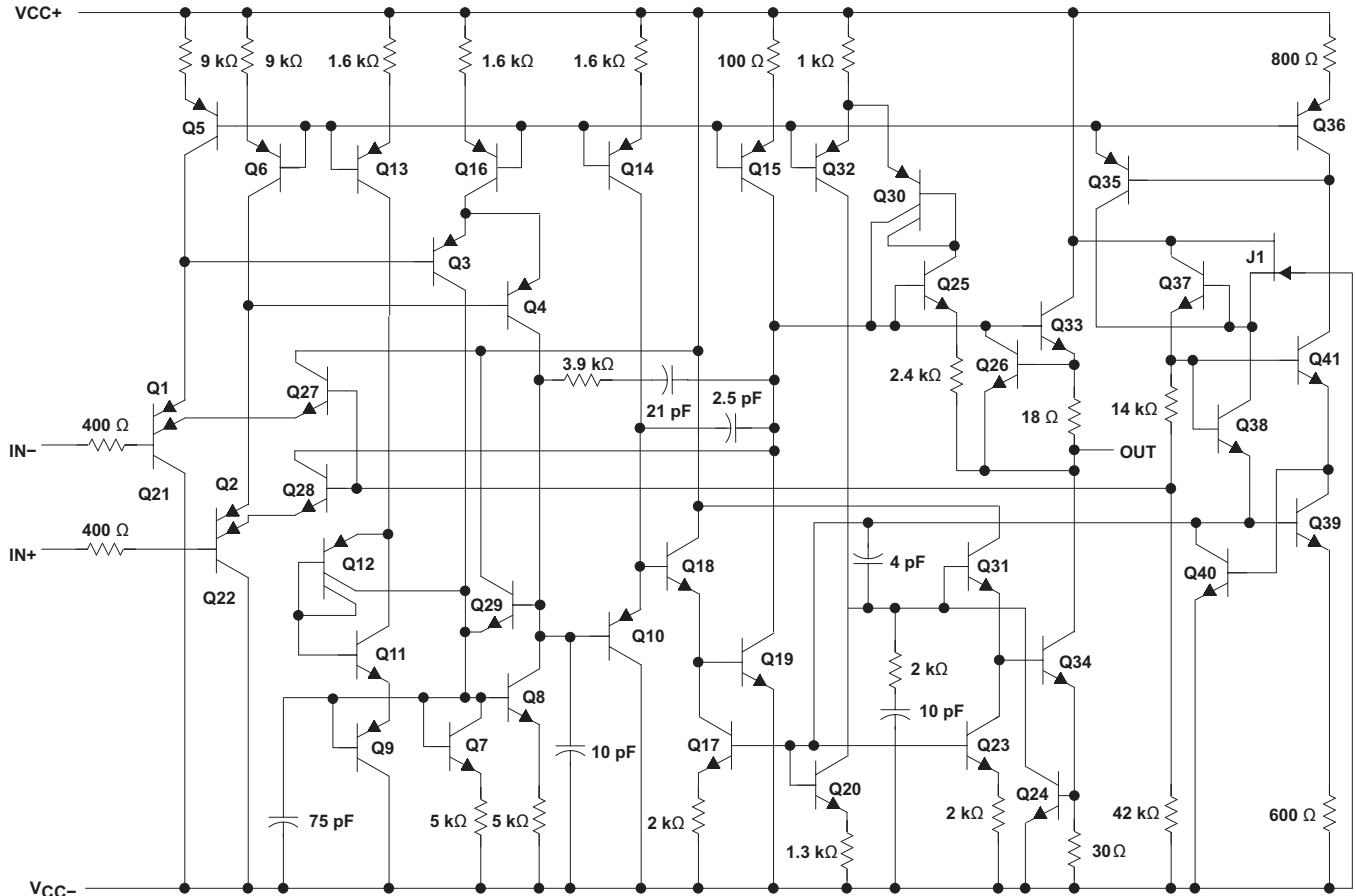 VCC+
9 kΩ
9 kΩ
1.6 kΩ
1.6 kΩ
1.6 kΩ
100 Ω
1 kΩ
800 Ω
Q5
Q6
Q13
Q16
Q14
Q15
Q32
Q30
Q35
Q36
Q3
Q4
Q25
Q33
Q37
J1
Q1
Q27
3.9 kΩ
21 pF
2.5 pF
2.4 kΩ
Q26
18 Ω
14 kΩ
Q38
Q41
400 Ω
IN−
Q21
Q2
Q28
OUT
400 Ω
IN+
Q22
Q12
Q29
Q18
4 pF
Q31
Q40
Q39
Q11
Q10
Q19
2 kΩ
Q34
Q8
10 pF
Q9
Q7
10 pF
Q17
Q23
Q20
Q24
75 pF
5 kΩ
5 kΩ
2 kΩ
1.3 kΩ
2 kΩ
30 Ω
42 kΩ
600 Ω
VCC−